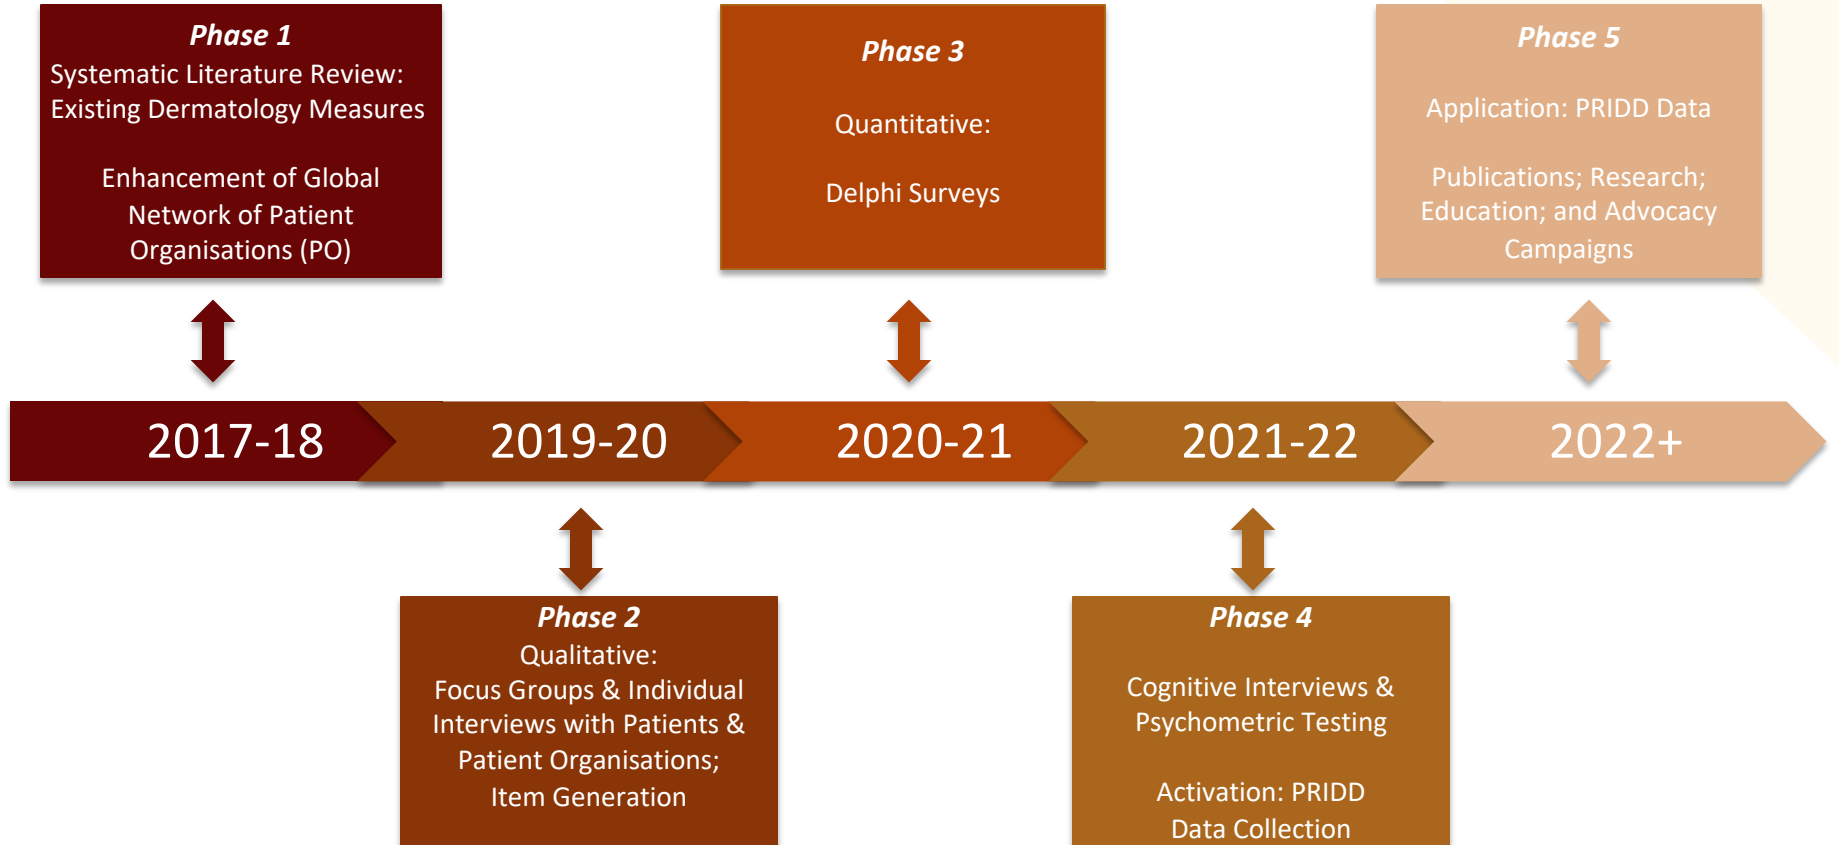 Phase 1
Systematic Literature Review:
Existing Dermatology Measures
Enhancement of Global
Network of Patient
Organisations (PO)
Phase 3
Quantitative:
Delphi Surveys
Phase 5
Application: PRIDD Data
Publications; Research;
Education; and Advocacy
Campaigns
2017-18
2019-20
2020-21
2021-22
2022+
Phase 2
Qualitative:
Focus Groups & Individual
Interviews with Patients &
Patient Organisations;
Item Generation
Phase 4
Cognitive Interviews &
Psychometric Testing
Activation: PRIDD
Data Collection